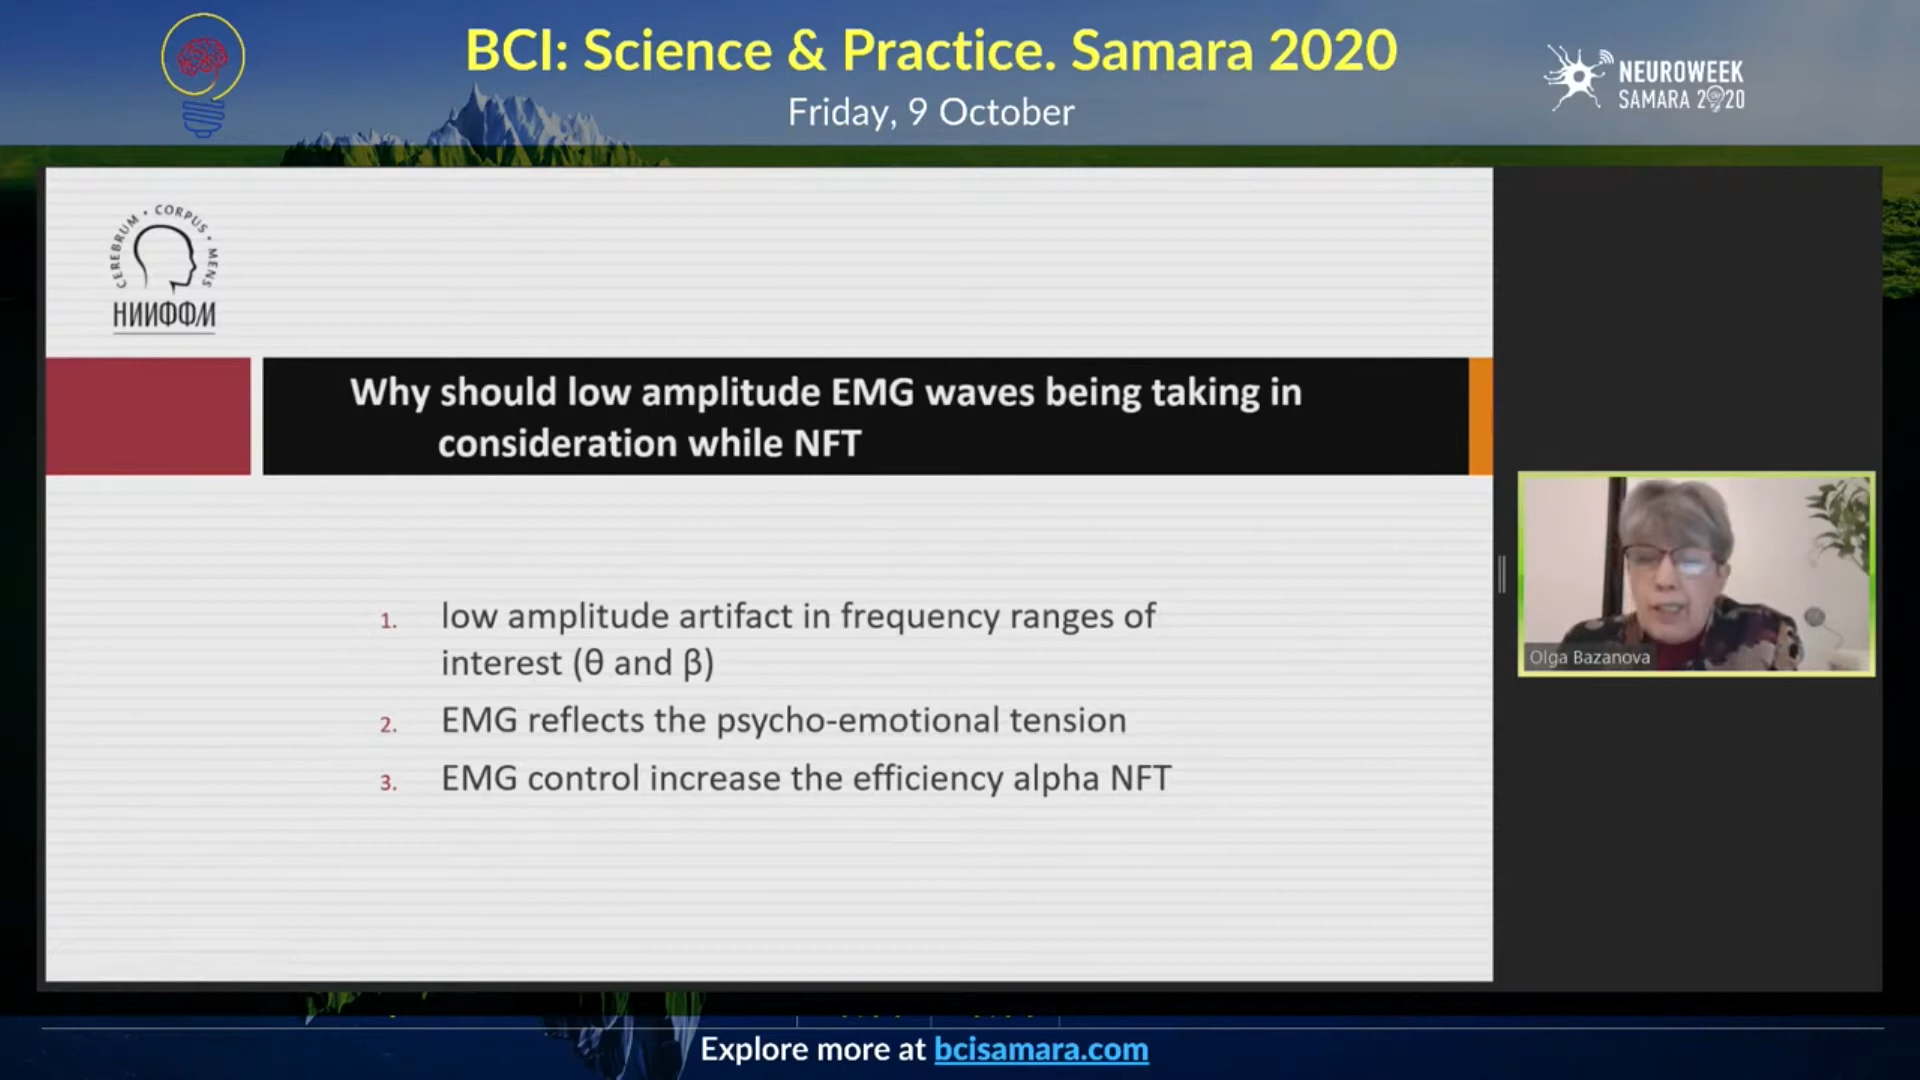 BCI: Science & Practice. Samara 2020
Friday, 9 October
NEUROWEEK
SAMARA 2020
CEREBRUM • CORPUS • MENS
НИИФФМ
Why should low amplitude EMG waves being taking in
consideration while NFT
1. low amplitude artifact in frequency ranges of
interest (θ and β)
2. EMG reflects the psycho-emotional tension
3. EMG control increase the efficiency alpha NFT
Olga Bazanova
Explore more at bcisamara.com